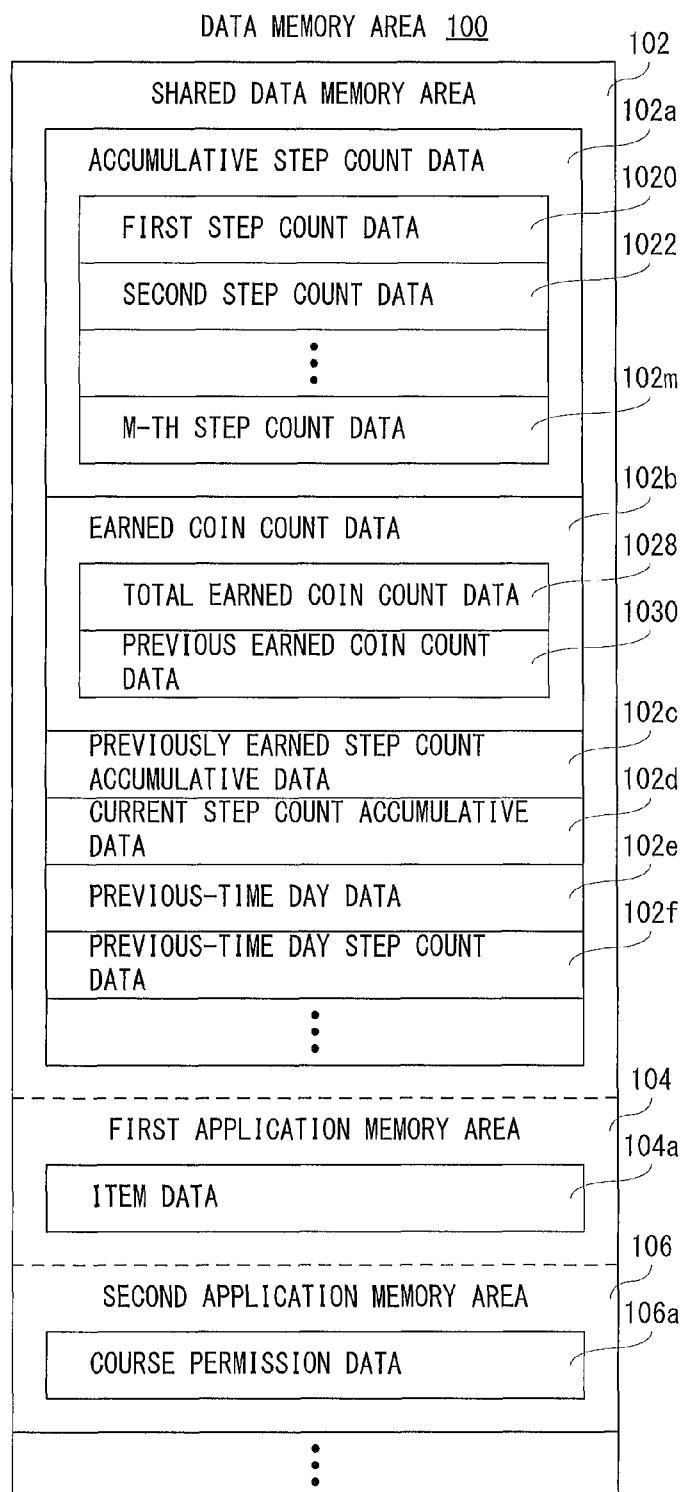 DATA MEMORY AREA 100
102
SHARED DATA MEMORY AREA
102a
ACCUMULATIVE STEP COUNT DATA
1020
FIRST STEP COUNT DATA
1022
SECOND STEP COUNT DATA
102m
M-TH STEP COUNT DATA
102b
EARNED COIN COUNT DATA
1028
TOTAL EARNED COIN COUNT DATA
1030
PREVIOUS EARNED COIN COUNT
DATA
102c
PREVIOUSLY EARNED STEP COUNT
ACCUMULATIVE DATA
102d
CURRENT STEP COUNT ACCUMULATIVE
DATA
102e
PREVIOUS-TIME DAY DATA
102f
PREVIOUS-TIME DAY STEP COUNT
DATA
104
FIRST APPLICATION MEMORY AREA
104a
ITEM DATA
106
SECOND APPLICATION MEMORY AREA
106a
COURSE PERMISSION DATA